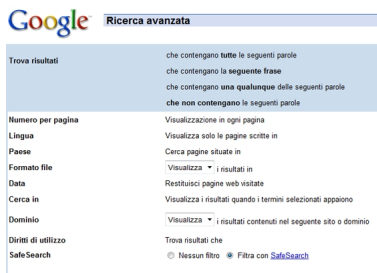 Google Ricerca avanzata
Trova risultati
che contengano tutte le seguenti parole
che contengano la seguente frase
che contengano una qualunque delle seguenti parole
che non contengano le seguenti parole
Numero per pagina Visualizzazione in ogni pagina
Lingua Visualizza solo le pagine scritte in
Paese Cerca pagine situate in
Formato file Visualizza i risultati in
Data Restituisci pagine web visitate
Cerca in Visualizza i risultati quando i termini selezionati appaiono
Dominio Visualizza i risultati contenuti nel seguente sito o dominio
Diritti di utilizzo Trova risultati che
SafeSearch Nessun filtro Filtra con SafeSearch